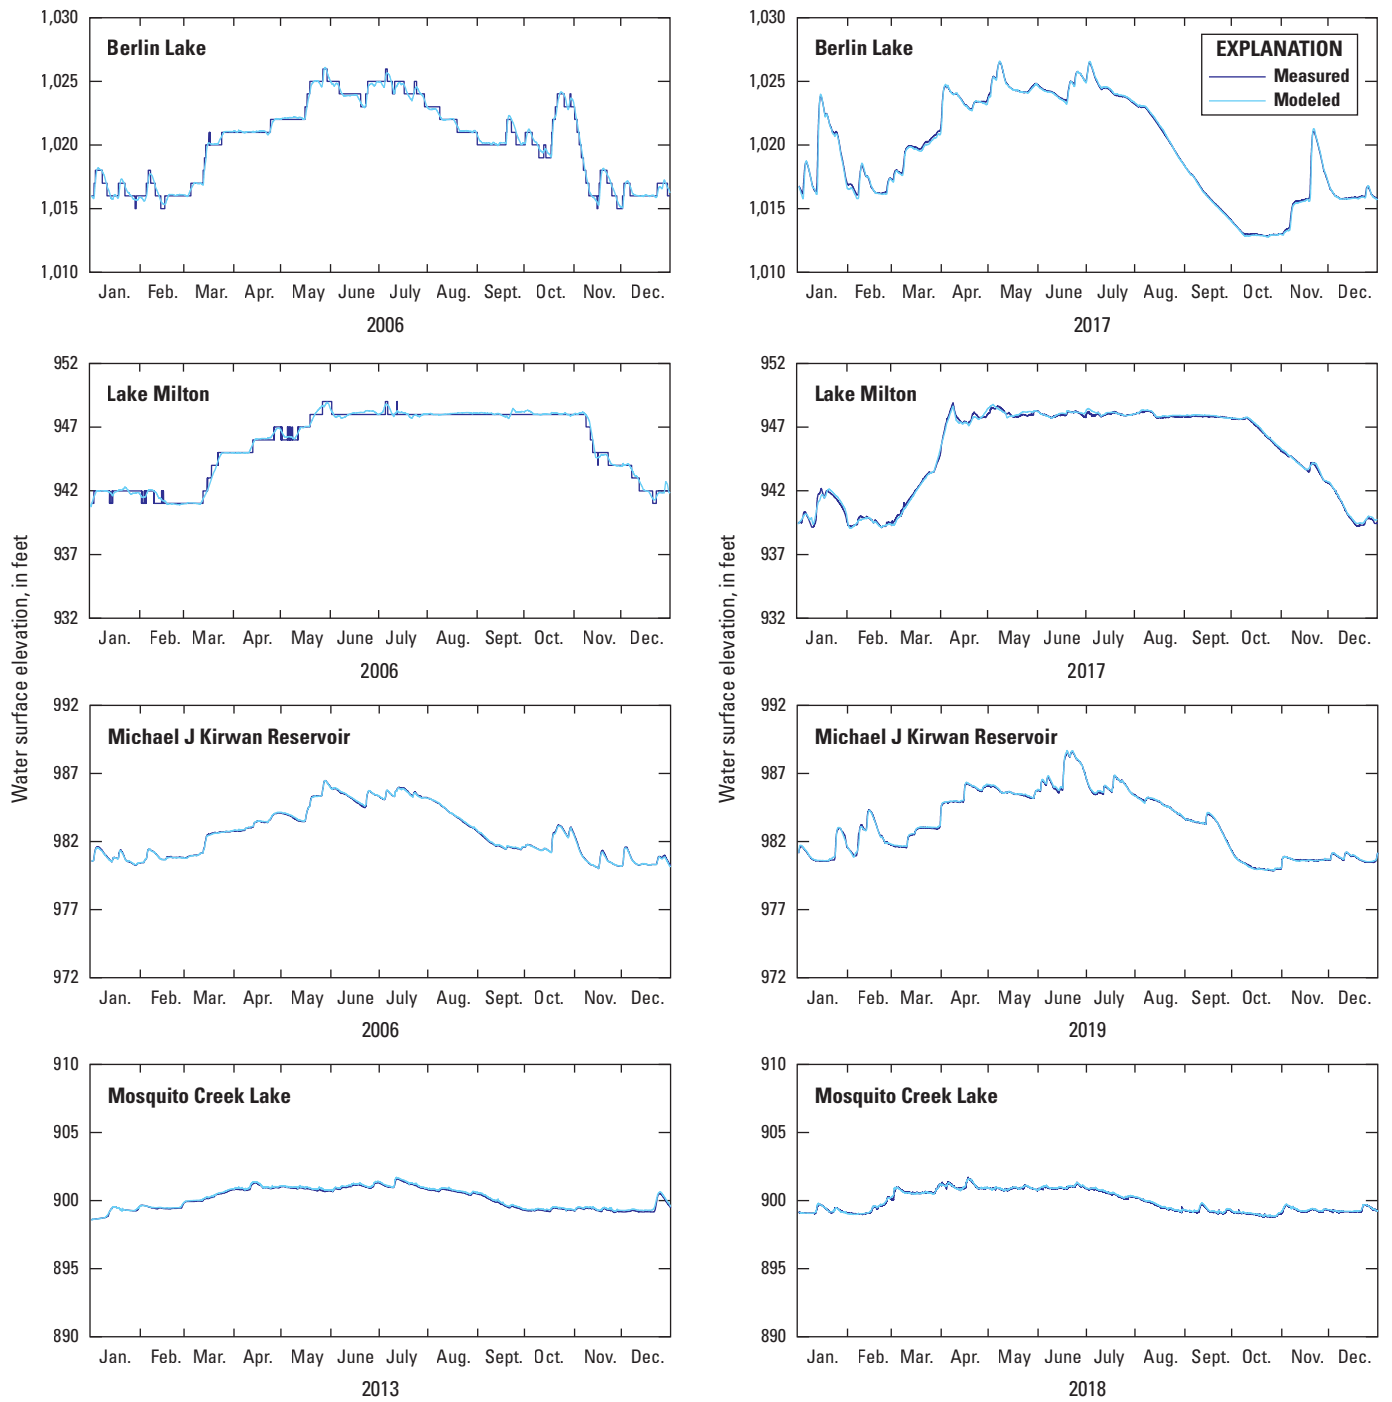 Water surface elevation, in feet
Berlin Lake
1,030
1,025
1,020
1,015
1,010
Jan. Feb. Mar. Apr. May June July Aug. Sept. Oct. Nov. Dec.
2006
Lake Milton
952
947
942
937
932
Jan. Feb. Mar. Apr. May June July Aug. Sept. Oct. Nov. Dec.
2006
Michael J Kirwan Reservoir
992
987
982
977
972
Jan. Feb. Mar. Apr. May June July Aug. Sept. Oct. Nov. Dec.
2006
Mosquito Creek Lake
910
905
900
895
890
Jan. Feb. Mar. Apr. May June July Aug. Sept. Oct. Nov. Dec.
2013
Water surface elevation, in feet
Berlin Lake
EXPLANATION
Measured
Modeled
1,030
1,025
1,020
1,015
1,010
Jan. Feb. Mar. Apr. May June July Aug. Sept. Oct. Nov. Dec.
2017
Lake Milton
952
947
942
937
932
Jan. Feb. Mar. Apr. May June July Aug. Sept. Oct. Nov. Dec.
2017
Michael J Kirwan Reservoir
992
987
982
977
972
Jan. Feb. Mar. Apr. May June July Aug. Sept. Oct. Nov. Dec.
2019
Mosquito Creek Lake
910
905
900
895
890
Jan. Feb. Mar. Apr. May June July Aug. Sept. Oct. Nov. Dec.
2018